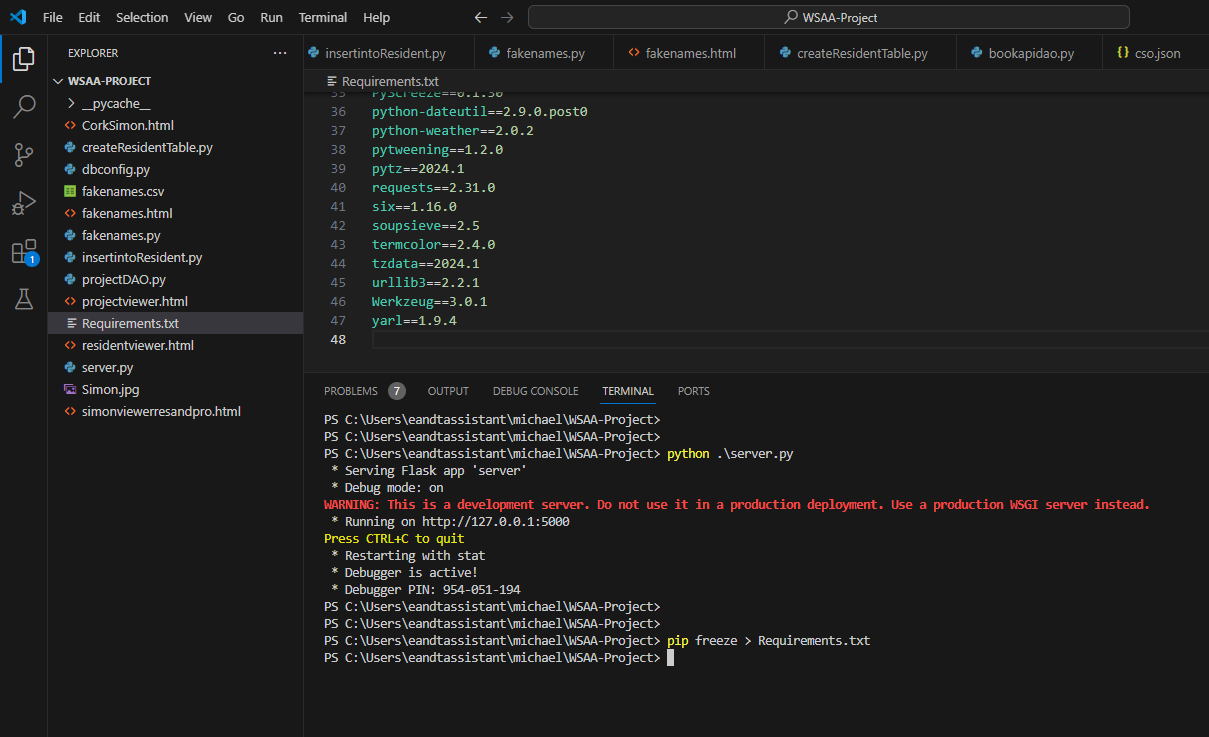 File Edit Selection View Go Run Terminal Help
WSAA-Project
EXPLORER
WSAA-PROJECT
__pycache__
CorkSimon.html
createResidentTable.py
dbconfig.py
fakenames.csv
fakenames.html
fakenames.py
insertintoResident.py
projectDAO.py
projectviewer.html
Requirements.txt
residentviewer.html
server.py
Simon.jpg
simonviewerresandpro.html
1
insertintoResident.py fakenames.py fakenames.html createResidentTable.py bookapidao.py cso.json
Requirements.txt
35 PyScreeze==0.1.30
36 python-dateutil==2.9.0.post0
37 python-weather==2.0.2
38 pytweening==1.2.0
39 pytz==2024.1
40 requests==2.31.0
41 six==1.16.0
42 soupsieve==2.5
43 termcolor==2.4.0
44 tzdata==2024.1
45 urllib3==2.2.1
46 Werkzeug==3.0.1
47 yarl==1.9.4
48
PROBLEMS 7 OUTPUT DEBUG CONSOLE TERMINAL PORTS
PS C:\Users\eandtassistant\michael\WSAA-Project>
PS C:\Users\eandtassistant\michael\WSAA-Project>
PS C:\Users\eandtassistant\michael\WSAA-Project> python .\server.py
* Serving Flask app 'server'
* Debug mode: on
WARNING: This is a development server. Do not use it in a production deployment. Use a production WSGI server instead.
* Running on http://127.0.0.1:5000
Press CTRL+C to quit
* Restarting with stat
* Debugger is active!
* Debugger PIN: 954-051-194
PS C:\Users\eandtassistant\michael\WSAA-Project>
PS C:\Users\eandtassistant\michael\WSAA-Project>
PS C:\Users\eandtassistant\michael\WSAA-Project> pip freeze > Requirements.txt
PS C:\Users\eandtassistant\michael\WSAA-Project>